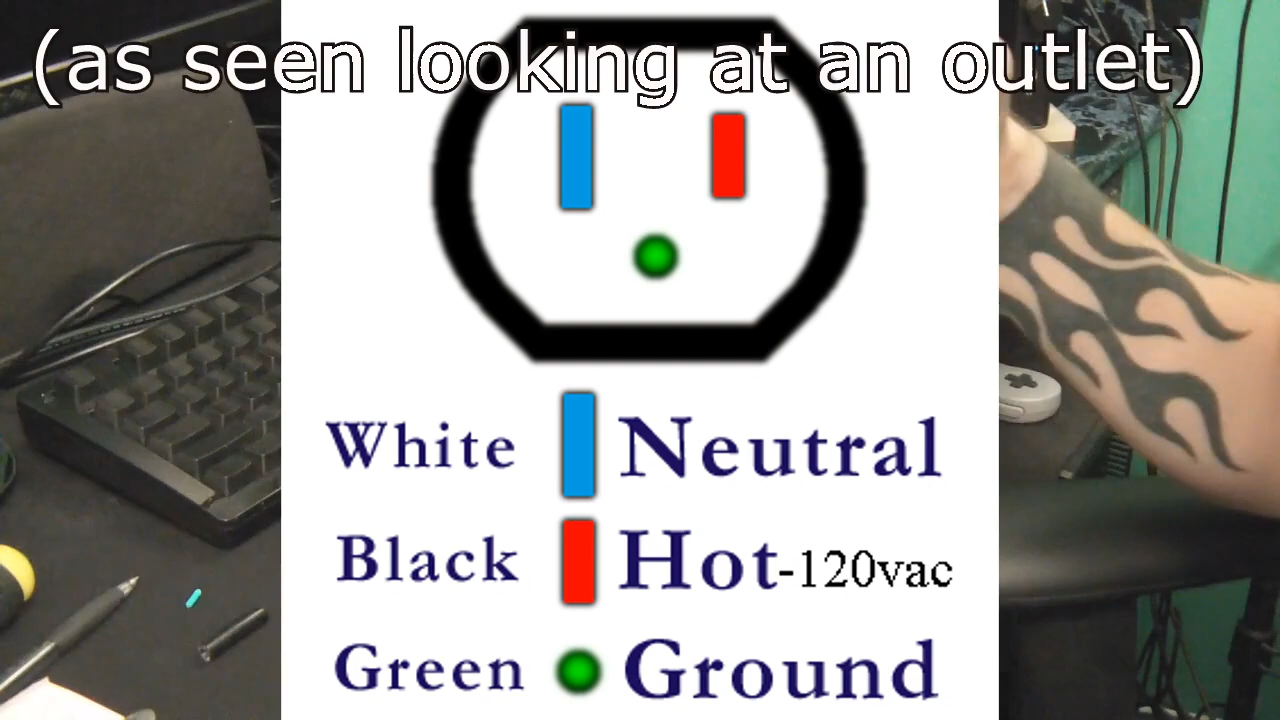 (as seen looking at an outlet)
White Neutral
Black Hot-120vac
Green Ground